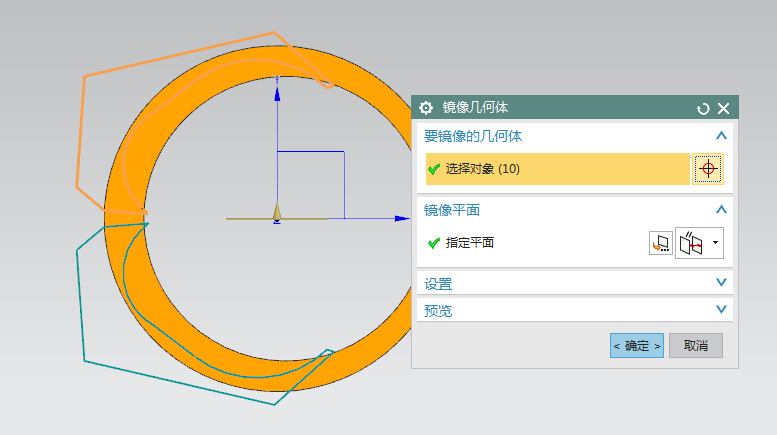 镜像几何体
要镜像的几何体
选择对象 (10)
镜像平面
指定平面
设置
预览
< 确定 >
取消